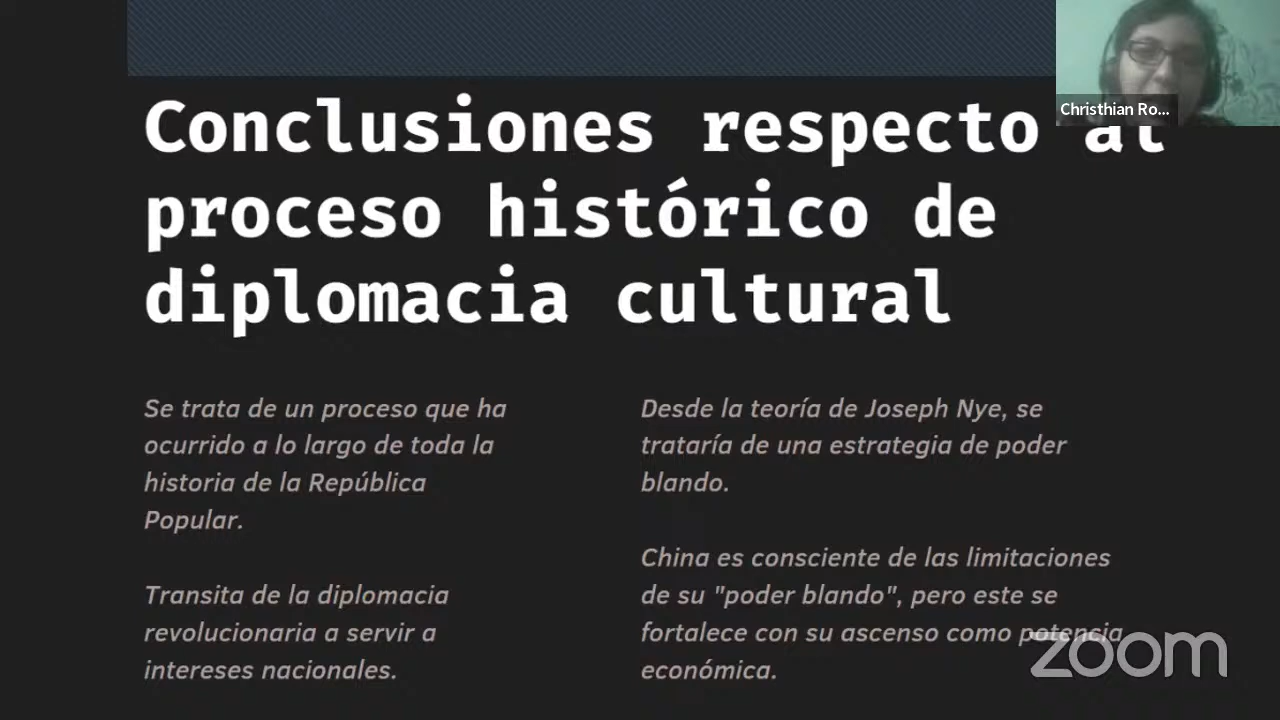 Christhian Ro...
Conclusiones respecto al
proceso histórico de
diplomacia cultural
Se trata de un proceso que ha
ocurrido a lo largo de toda la
historia de la República
Popular.
Transita de la diplomacia
revolucionaria a servir a
intereses nacionales.
Desde la teoría de Joseph Nye, se
trataría de una estrategia de poder
blando.
China es consciente de las limitaciones
de su "poder blando", pero este se
fortalece con su ascenso como potencia
económica.
zoom